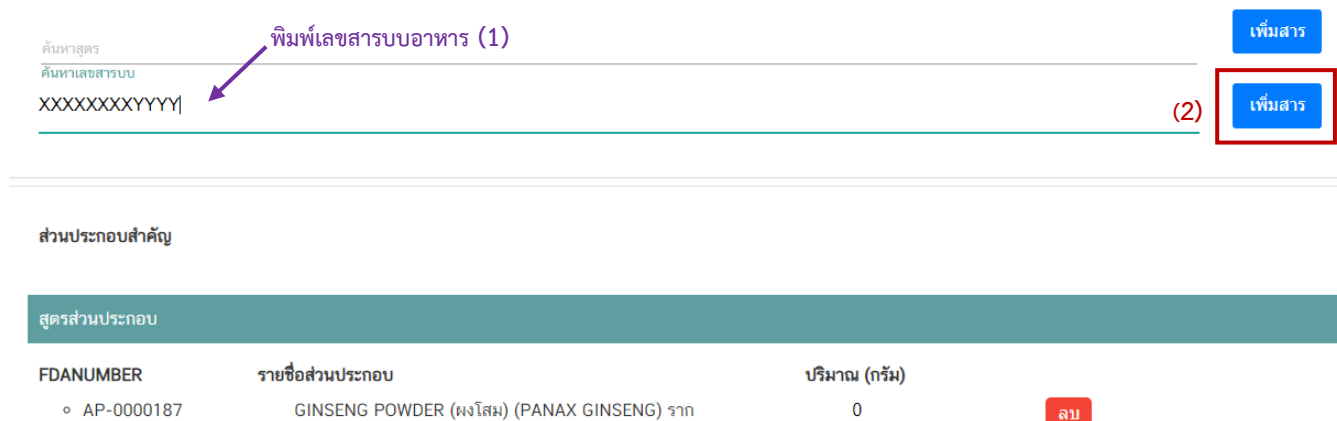 พิมพ์เลขสารบบอาหาร (1)
ค้นหาสูตร
เพิ่มสาร
ค้นหาเลขสารบบ
XXXXXXXXYYYY
(2)
เพิ่มสาร
ส่วนประกอบสำคัญ
สูตรส่วนประกอบ
FDANUMBER รายชื่อส่วนประกอบ ปริมาณ (กรัม)
AP-0000187 GINSENG POWDER (ผงโสม) (PANAX GINSENG) ราก 0 ลบ